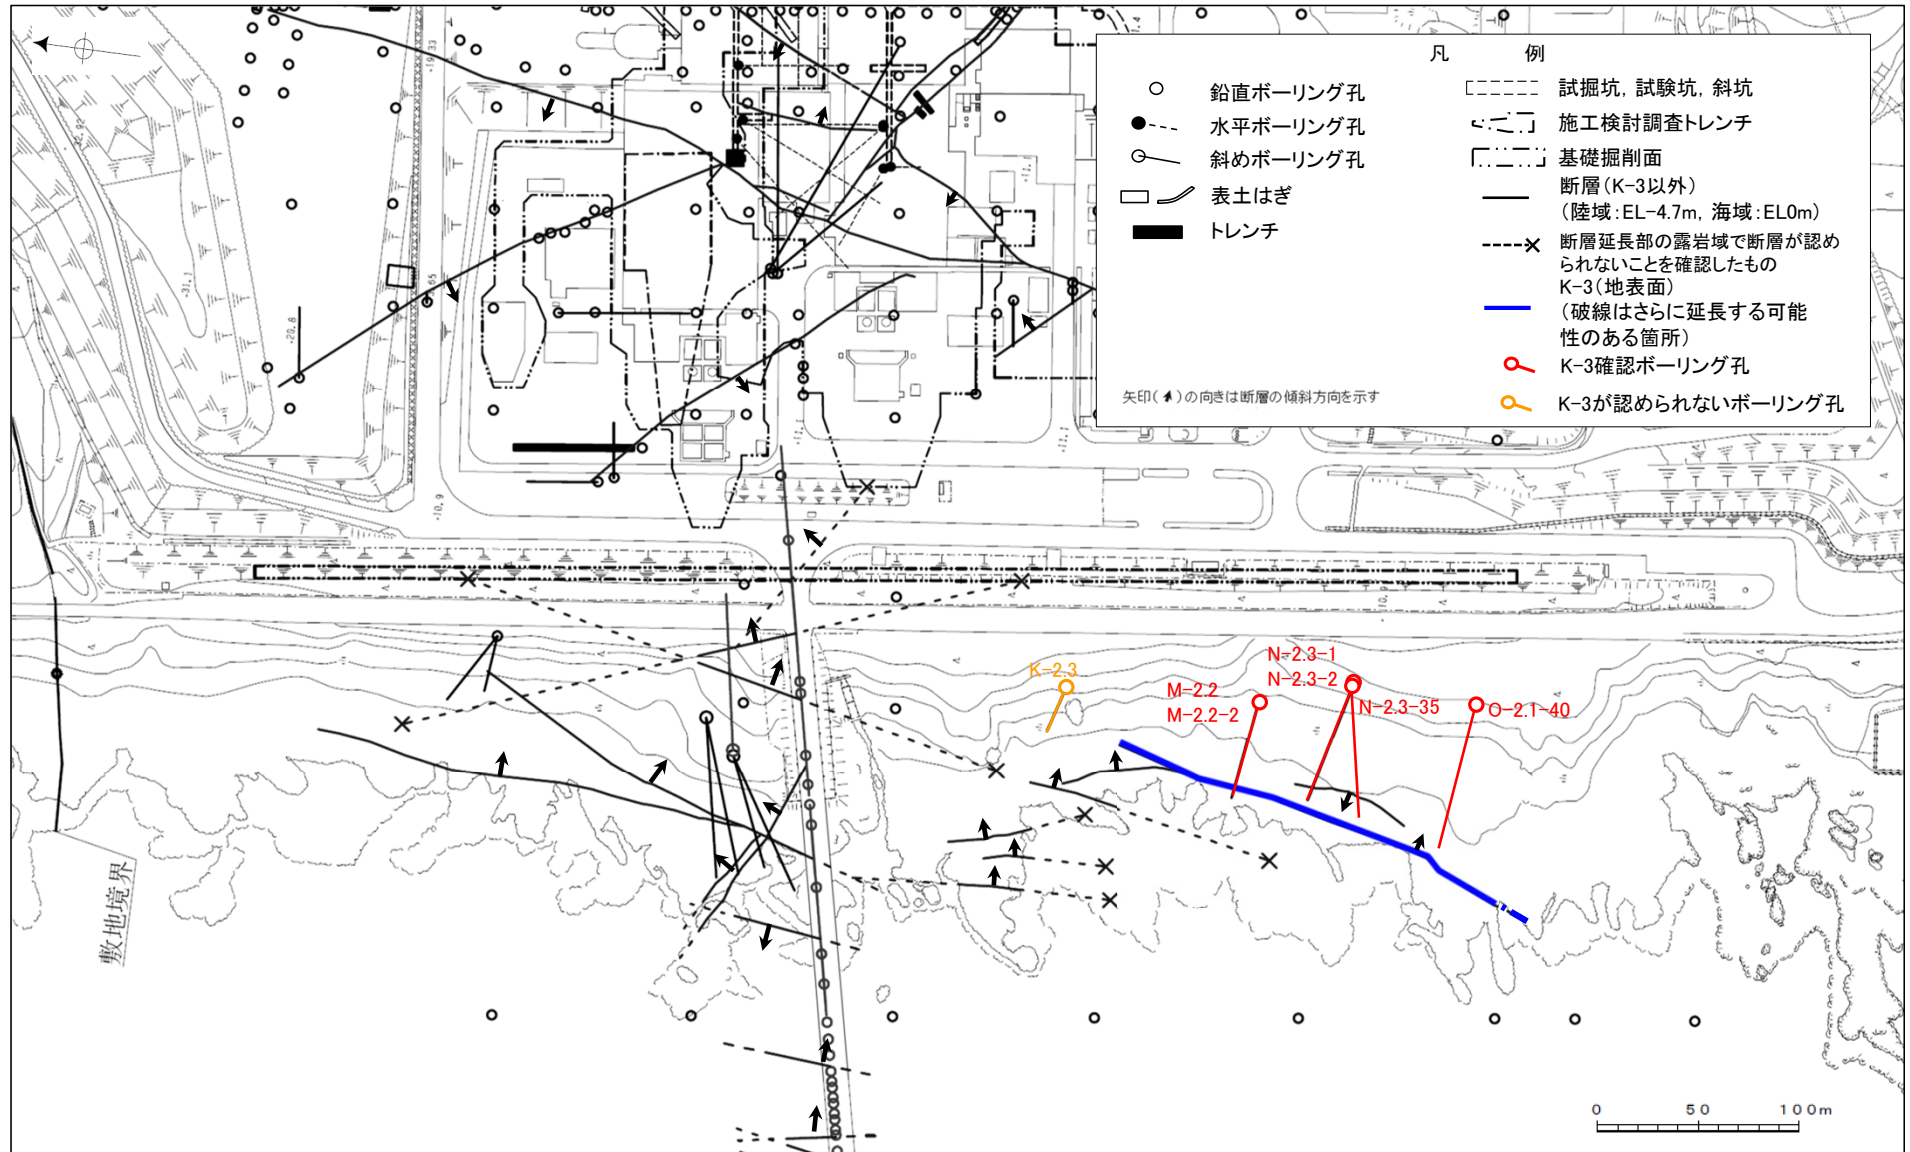 凡 例
鉛直ボーリング孔
水平ボーリング孔
斜めボーリング孔
表土はぎ
トレンチ
矢印( )の向きは断層の傾斜方向を示す
試掘坑，試験坑，斜坑
施工検討調査トレンチ
基礎掘削面
断層(K-3以外)
(陸域:EL-4.7m，海域:EL0m)
断層延長部の露岩域で断層が認め
られないことを確認したもの
K-3(地表面)
(破線はさらに延長する可能
性のある箇所)
K-3確認ボーリング孔
K-3が認められないボーリング孔
K-2.3
M-2.2
M-2.2-2
N-2.3-1
N-2.3-2
N-2.3-35
O-2.1-40
敷地境界
0 50 100m